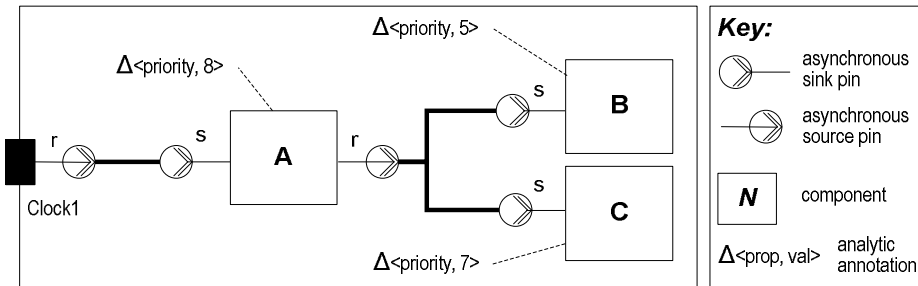 Δ<priority, 5>
Δ<priority, 8>
r
s
A
r
s
B
s
C
Clock1
Δ<priority, 7>
Key:
asynchronous
sink pin
asynchronous
source pin
N
component
Δ<prop, val>
analytic
annotation